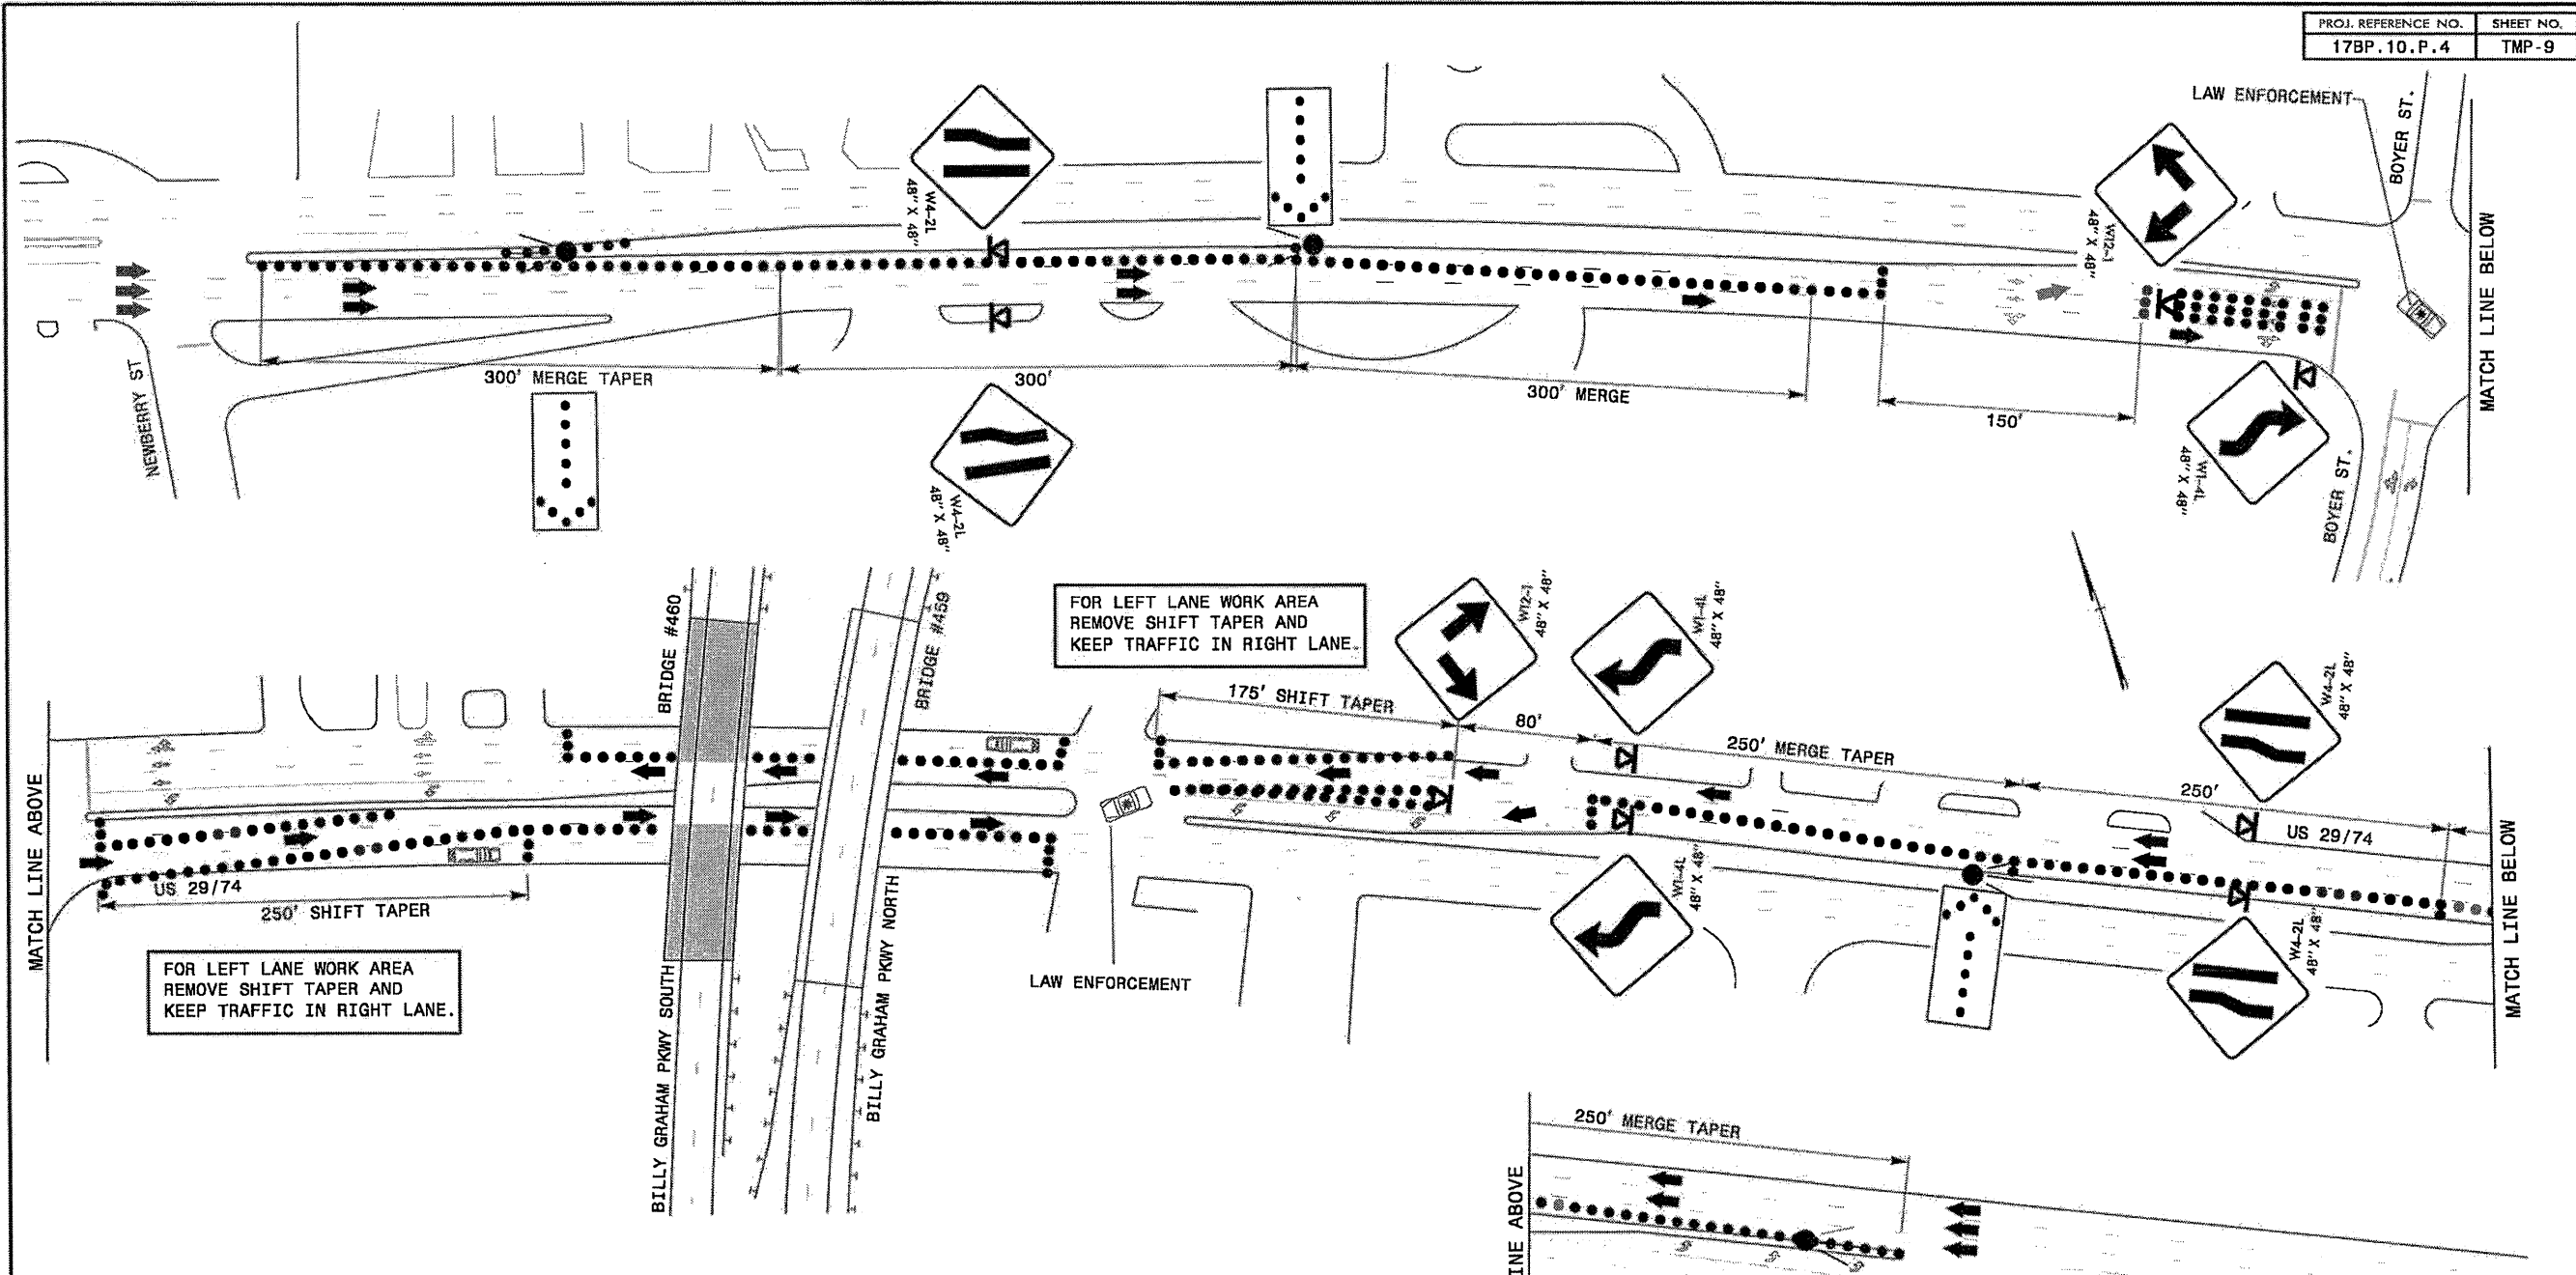 PROJ. REFERENCE NO. SHEET NO.
17BP.10.P.4 TMP-9
LAW ENFORCEMENT
BOYER ST.
MATCH LINE BELOW
W4-2L
48" X 48"
W12-1
48" X 48"
NEWBERRY ST
300' MERGE TAPER
300'
300' MERGE
150'
W4-2L
48" X 48"
W1-4L
48" X 48"
BOYER ST.
BRIDGE #460
BRIDGE #459
FOR LEFT LANE WORK AREA
REMOVE SHIFT TAPER AND
KEEP TRAFFIC IN RIGHT LANE.
W12-1
48" X 48"
W1-4L
48" X 48"
W4-2L
48" X 48"
175' SHIFT TAPER
80'
250' MERGE TAPER
250'
US 29/74
MATCH LINE ABOVE
US 29/74
250' SHIFT TAPER
W1-4L
48" X 48"
W4-2L
48" X 48"
MATCH LINE BELOW
FOR LEFT LANE WORK AREA
REMOVE SHIFT TAPER AND
KEEP TRAFFIC IN RIGHT LANE.
BILLY GRAHAM PKWY SOUTH
BILLY GRAHAM PKWY NORTH
LAW ENFORCEMENT
250' MERGE TAPER
INE ABOVE